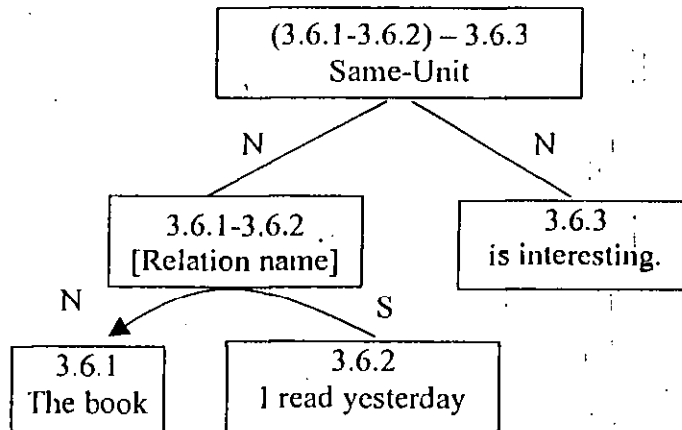 (3.6.1-3.6.2) – 3.6.3
Same-Unit
N
N
3.6.1-3.6.2
[Relation name]
3.6.3
is interesting.
N
S
3.6.1
The book
3.6.2
I read yesterday